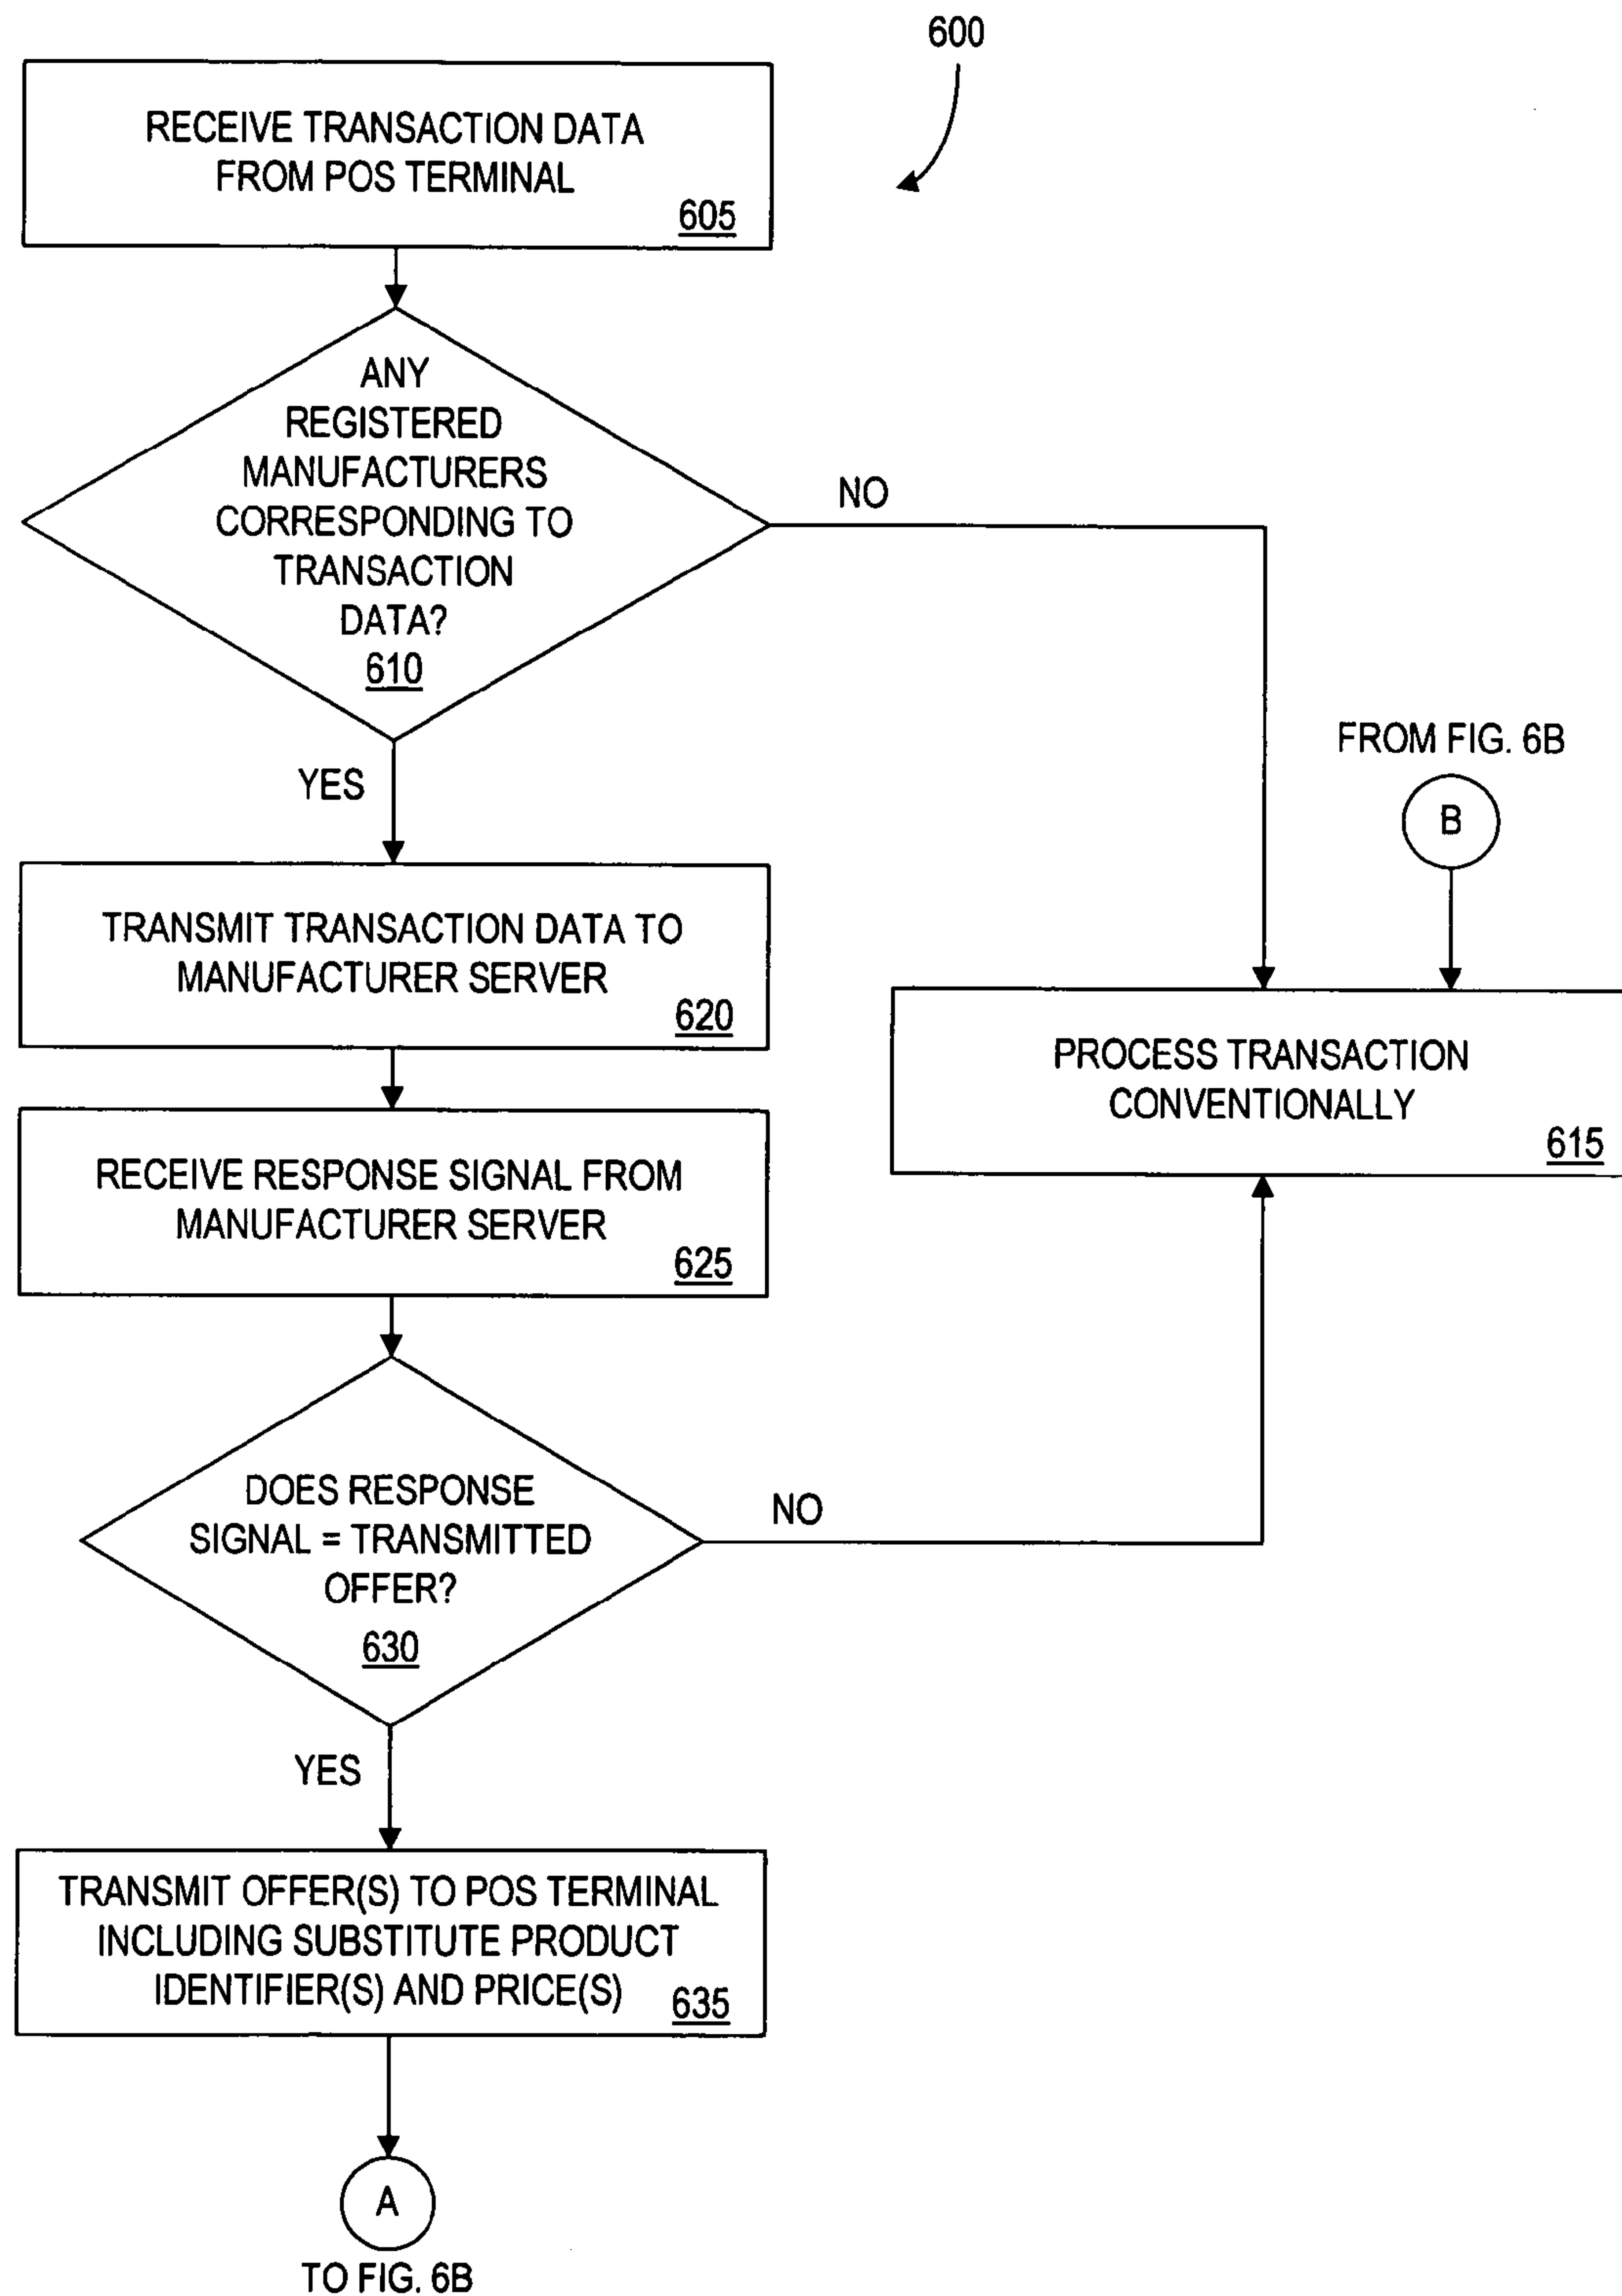 600
RECEIVE TRANSACTION DATA
FROM POS TERMINAL
605
ANY
REGISTERED
MANUFACTURERS
CORRESPONDING TO
TRANSACTION
DATA?
610
NO
YES
FROM FIG. 6B
B
TRANSMIT TRANSACTION DATA TO
MANUFACTURER SERVER
620
PROCESS TRANSACTION
CONVENTIONALLY
615
RECEIVE RESPONSE SIGNAL FROM
MANUFACTURER SERVER
625
DOES RESPONSE
SIGNAL = TRANSMITTED
OFFER?
630
NO
YES
TRANSMIT OFFER(S) TO POS TERMINAL
INCLUDING SUBSTITUTE PRODUCT
IDENTIFIER(S) AND PRICE(S)
635
A
TO FIG. 6B